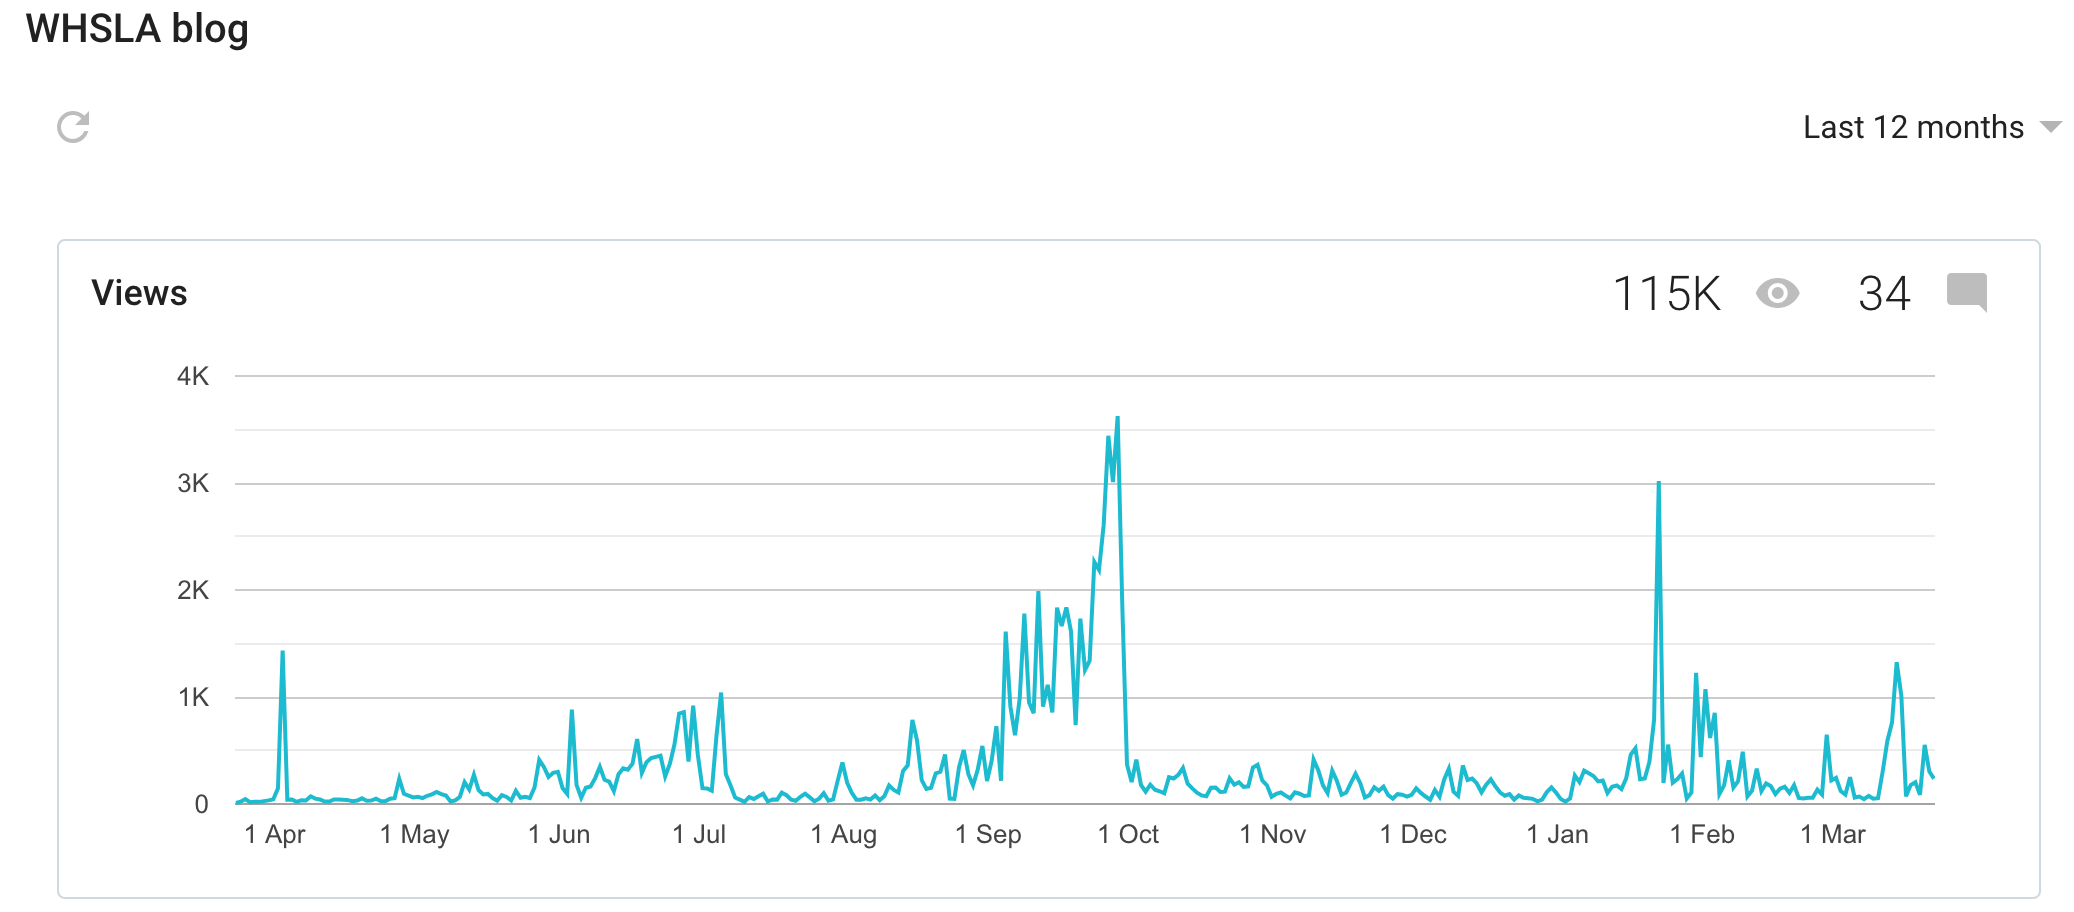 WHSLA blog
Last 12 months
Views
115K 34
4K
3K
2K
1K
0
1 Apr 1 May 1 Jun 1 Jul 1 Aug 1 Sep 1 Oct 1 Nov 1 Dec 1 Jan 1 Feb 1 Mar